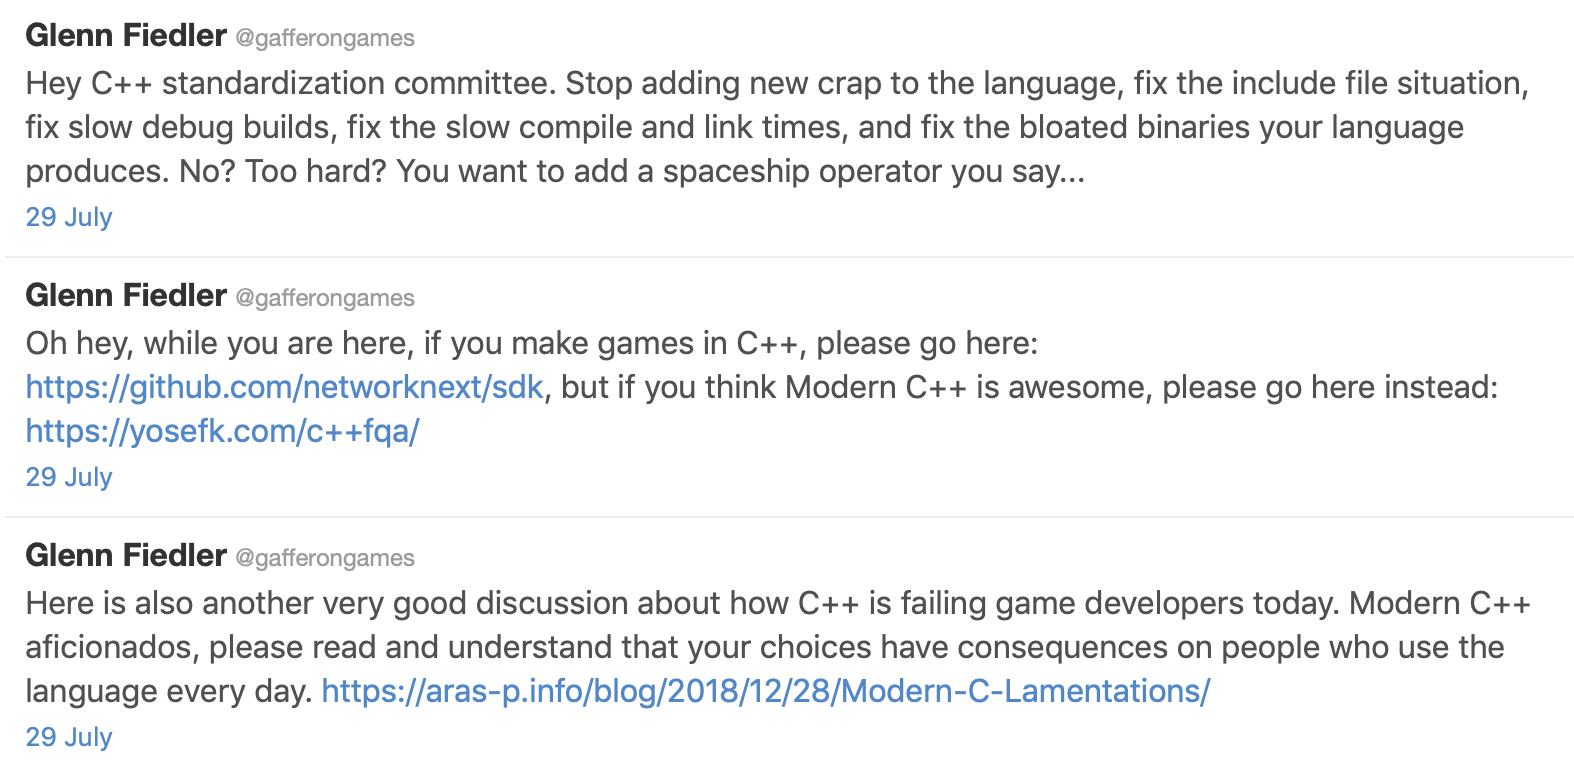 Glenn Fiedler @gafferongames
Hey C++ standardization committee. Stop adding new crap to the language, fix the include file situation,
fix slow debug builds, fix the slow compile and link times, and fix the bloated binaries your language
produces. No? Too hard? You want to add a spaceship operator you say...
29 July
Glenn Fiedler @gafferongames
Oh hey, while you are here, if you make games in C++, please go here:
https://github.com/networknext/sdk, but if you think Modern C++ is awesome, please go here instead:
https://yosefk.com/c++fqa/
29 July
Glenn Fiedler @gafferongames
Here is also another very good discussion about how C++ is failing game developers today. Modern C++
aficionados, please read and understand that your choices have consequences on people who use the
language every day. https://aras-p.info/blog/2018/12/28/Modern-C-Lamentations/
29 July